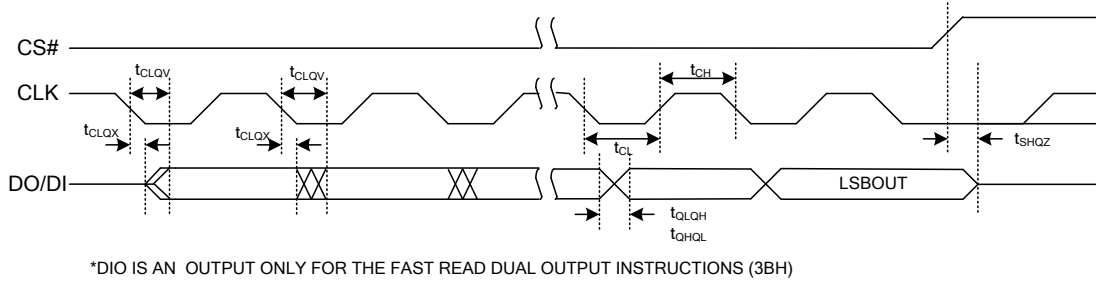 CS#
tCLQV
tCLQV
tCH
CLK
tCLQX
tCLQX
tCL
tSHQZ
DO/DI
LSBOUT
tQLQH
tQHQL
*DIO IS AN OUTPUT ONLY FOR THE FAST READ DUAL OUTPUT INSTRUCTIONS (3BH)